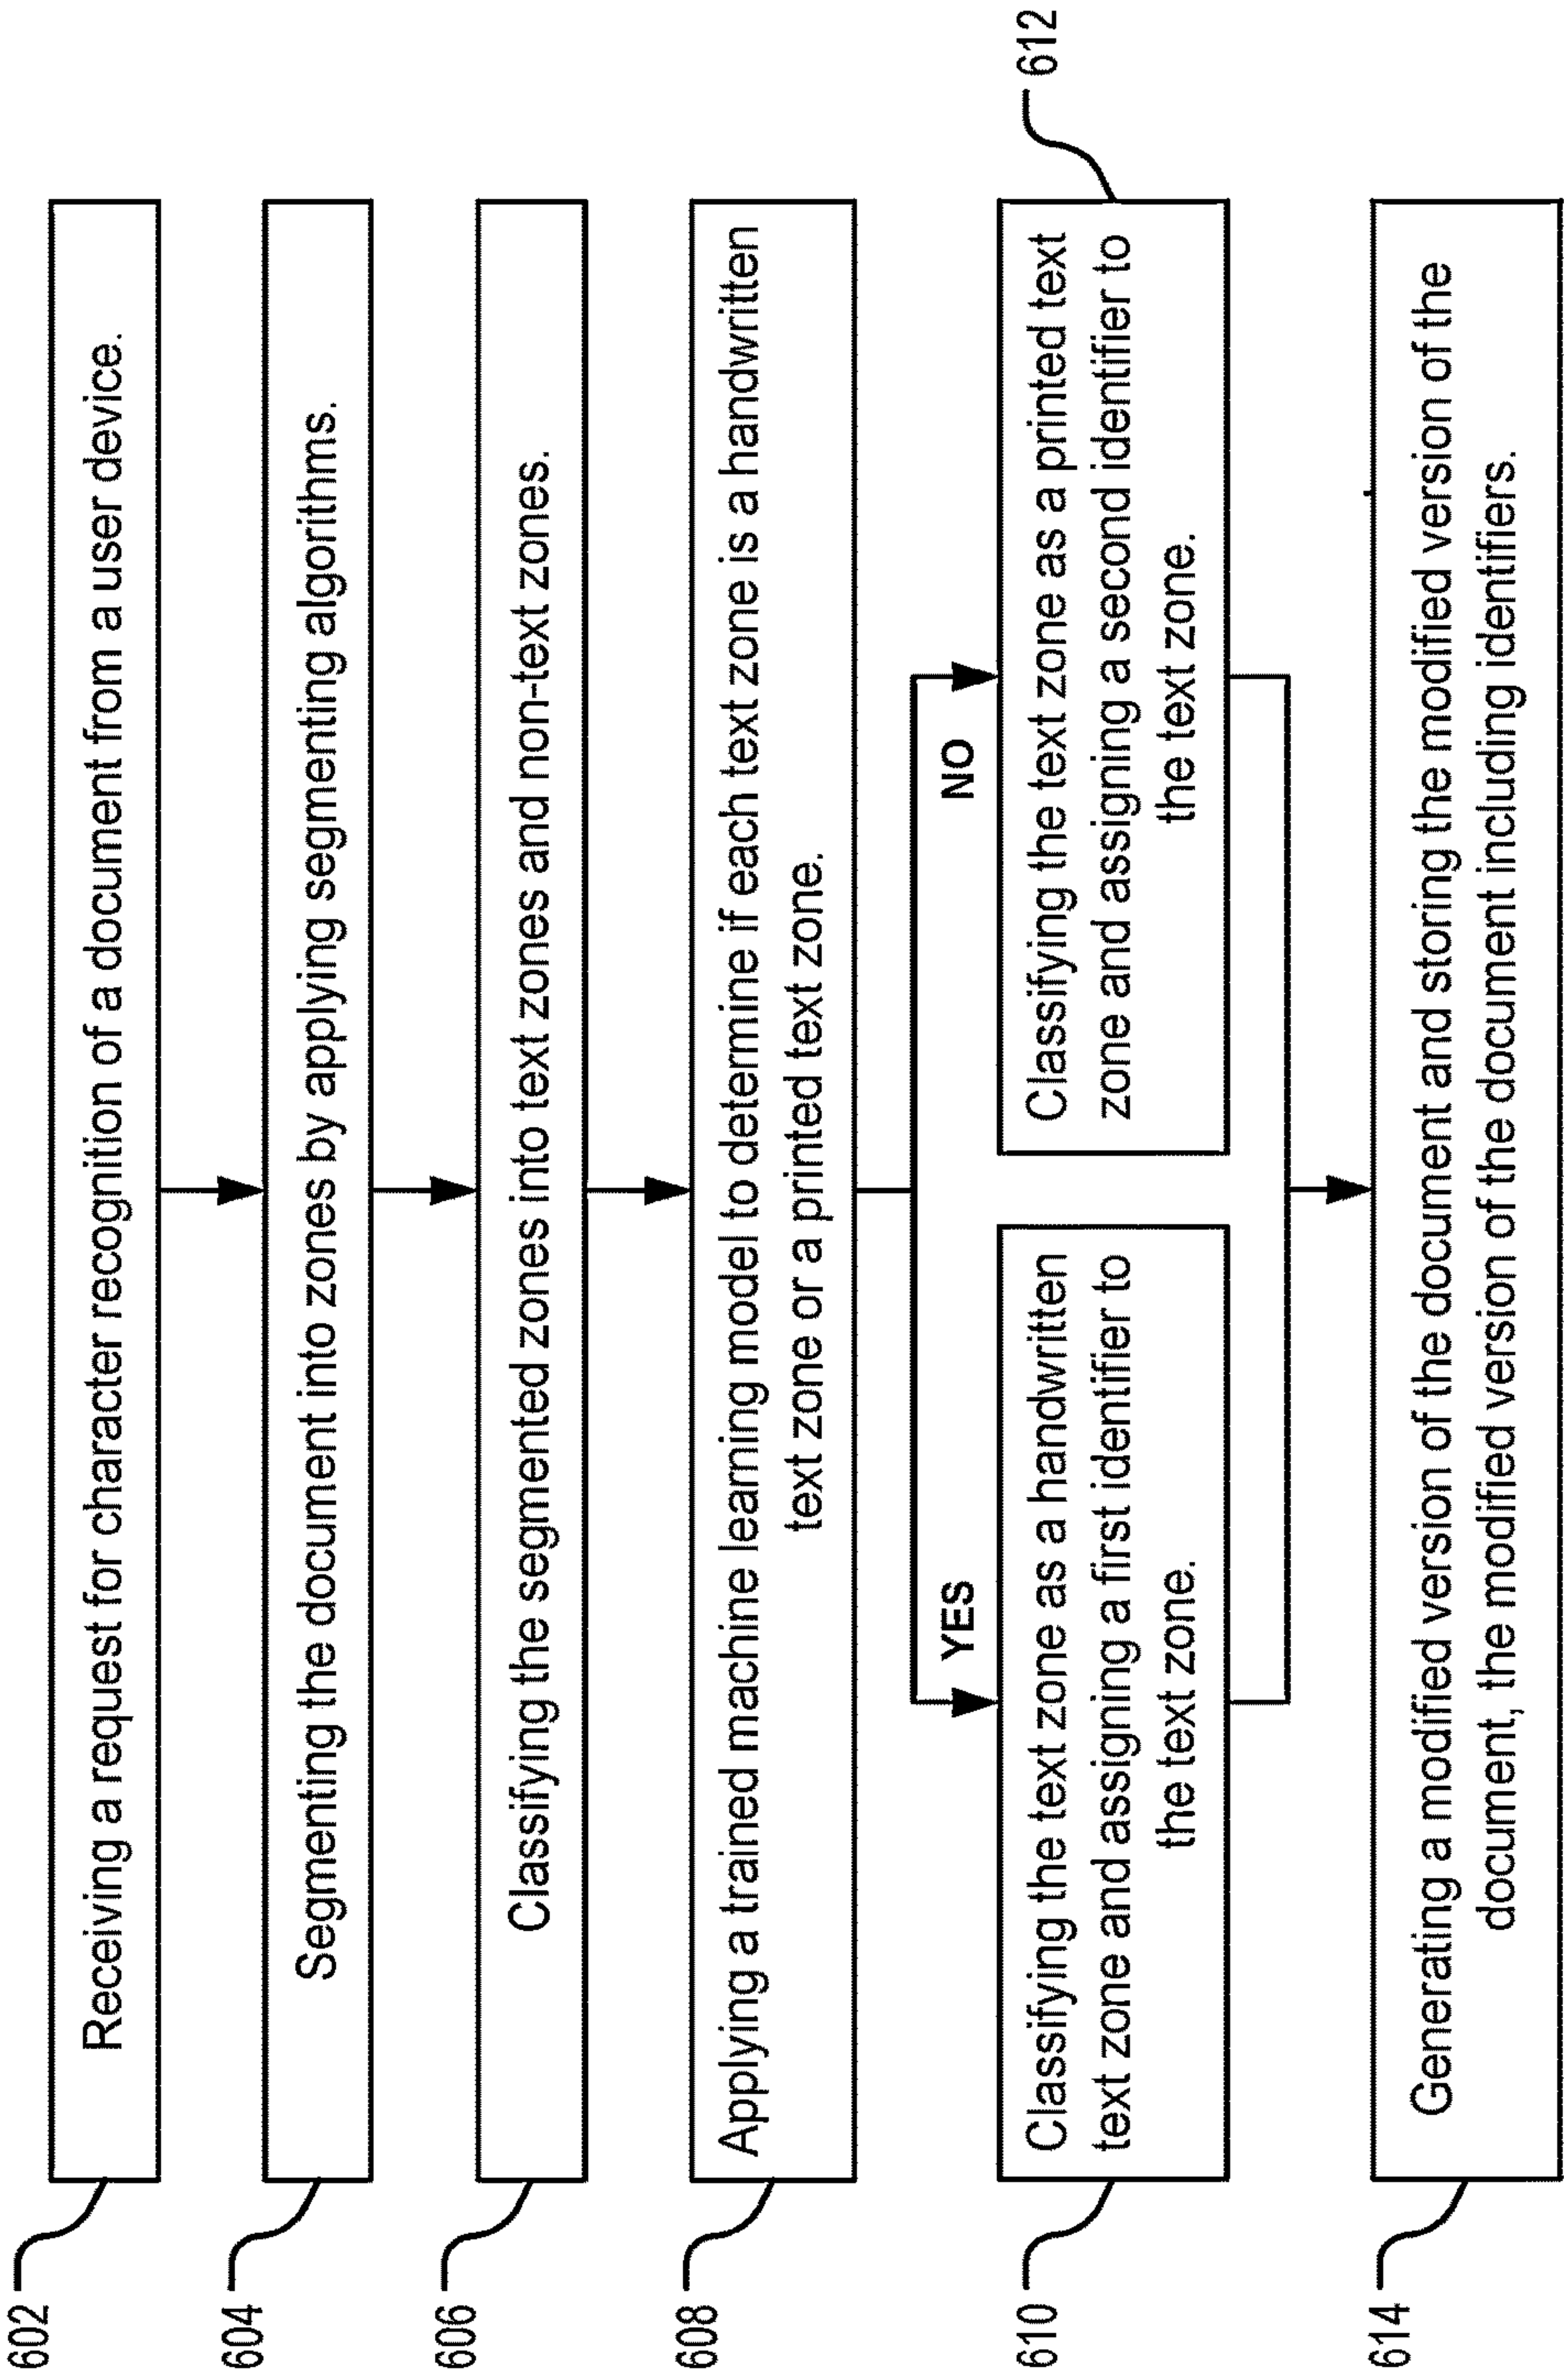 602
Receiving a request for character recognition of a document from a user device.
604
Segmenting the document into zones by applying segmenting algorithms.
606
Classifying the segmented zones into text zones and non-text zones.
608
Applying a trained machine learning model to determine if each text zone is a handwritten
text zone or a printed text zone.
YES
NO
610
Classifying the text zone as a handwritten
text zone and assigning a first identifier to
the text zone.
612
Classifying the text zone as a printed text
zone and assigning a second identifier to
the text zone.
614
Generating a modified version of the document and storing the modified version of the
document, the modified version of the document including identifiers.